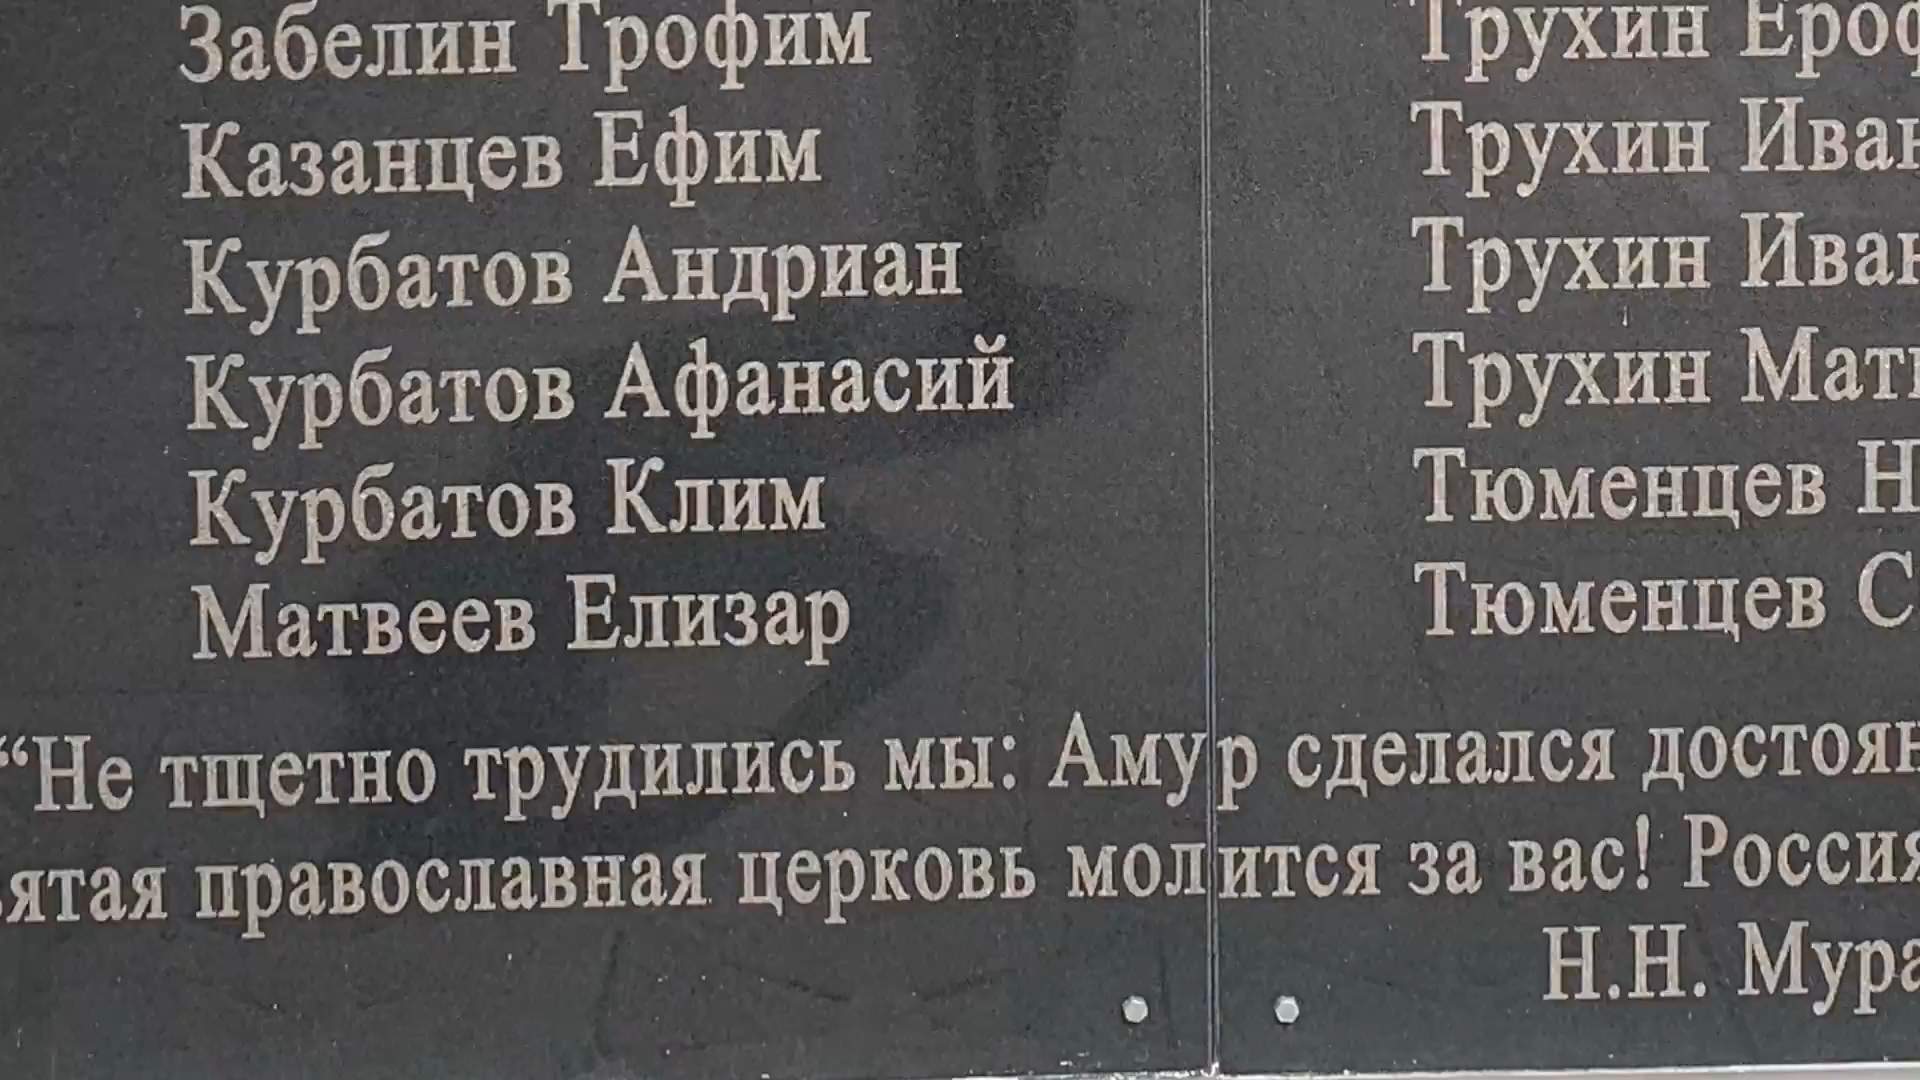 Забелин Трофим
Казанцев Ефим
Курбатов Андриан
Курбатов Афанасий
Курбатов Клим
Матвеев Елизар
Трухин
Трухин
Трухин
Трухин
Тюменцев
Тюменцев
“Не тщетно трудились мы: Амур сделался
православная церковь молится за вас! Россия
Н.Н.